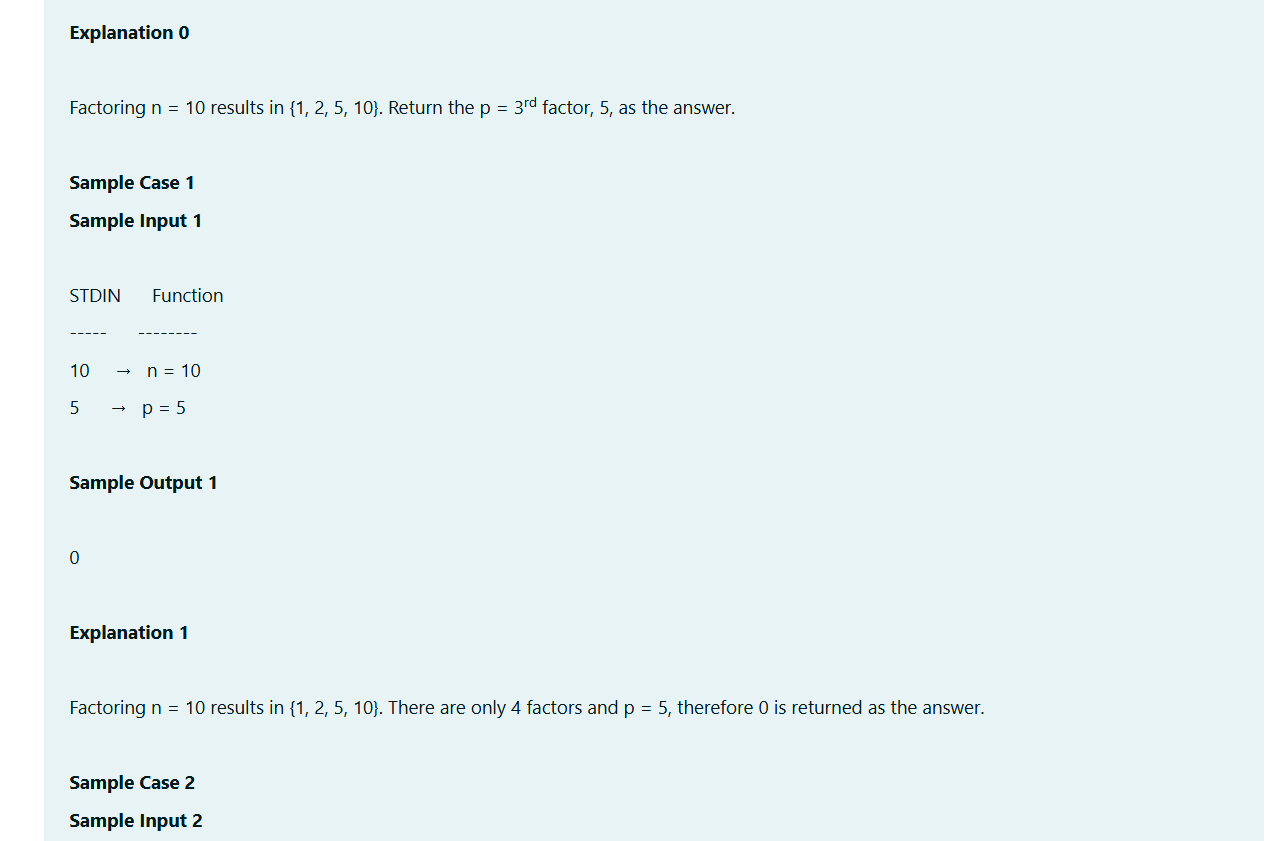 Explanation 0
Factoring n = 10 results in {1, 2, 5, 10}. Return the p = 3rd factor, 5, as the answer.
Sample Case 1
Sample Input 1
STDIN Function
----- --------
10 → n = 10
5 → p = 5
Sample Output 1
0
Explanation 1
Factoring n = 10 results in {1, 2, 5, 10}. There are only 4 factors and p = 5, therefore 0 is returned as the answer.
Sample Case 2
Sample Input 2